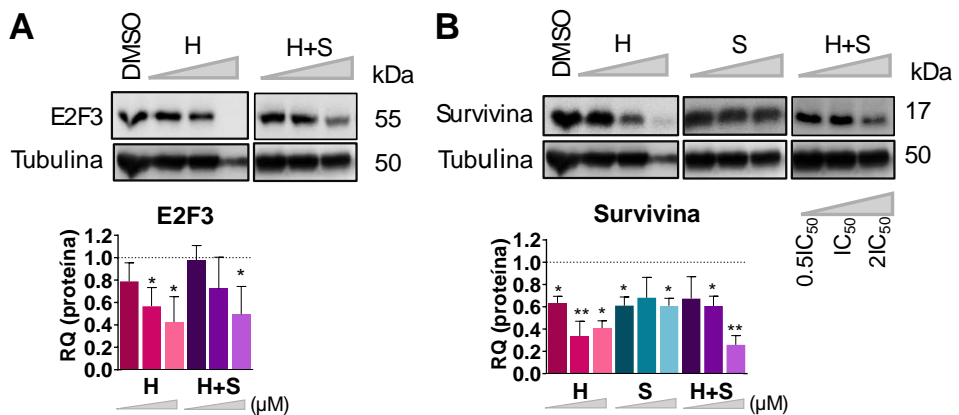 A
DMSO
H
H+S
kDa
E2F3
55
Tubulina
50
E2F3
RQ (proteína)
1.2
1.0
0.8
0.6
0.4
0.2
0.0
*
*
*
H
H+S
(µM)
B
DMSO
H
S
H+S
kDa
Survivina
17
Tubulina
50
0.5IC₅₀
IC₅₀
2IC₅₀
Survivina
RQ (proteína)
1.2
1.0
0.8
0.6
0.4
0.2
0.0
*
**
*
*
*
*
**
H
S
H+S
(µM)